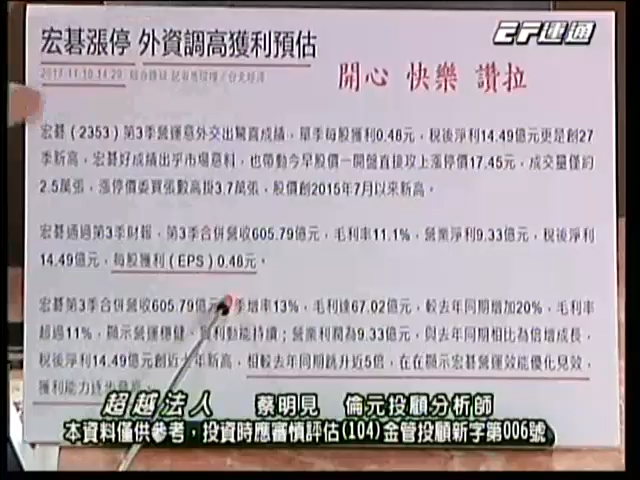 宏碁漲停 外資調高獲利預估
EF運通
2017-11-10 14:29
開心 快樂 讚啦
宏碁(2353)第3季營運意外交出驚喜成績，單季每股獲利0.48元，稅後淨利14.49億元更是創27
季新高，宏碁好成績出乎市場意料，也帶動今早股價一開盤直接攻上漲停價17.45元，成交量僅約
2.5萬張，漲停價委買張數高掛3.7萬張，股價創2015年7月以來新高。
宏碁通過第3季財報，第3季合併營收605.79億元，毛利率11.1%，營業淨利9.33億元，稅後淨利
14.49億元，每股獲利(EPS)0.48元。
宏碁第3季合併營收605.79億元 季增率13%，毛利達67.02億元，較去年同期增加20%，毛利率
超過11%，顯示營運穩健、獲利動能持續；營業利潤為9.33億元，與去年同期相比為倍增成長，
稅後淨利14.49億元創近 年新高，相較去年同期跳升近5倍，在在顯示宏碁營運效能優化見效，
獲利能力逐步
超越法人 蔡明見 倫元投顧分析師
本資料僅供參考，投資時應審慎評估(104)金管投顧新字第006號